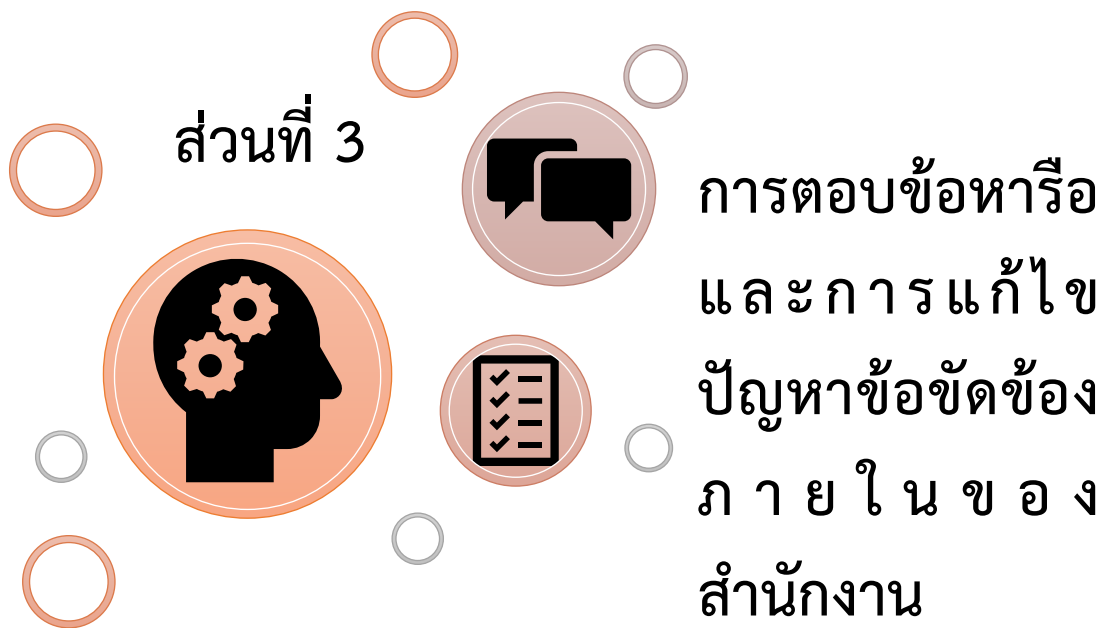 ส่วนที่ 3
การตอบข้อหารือ
และการแก้ไข
ปัญหาข้อขัดข้อง
ภายในของ
สำนักงาน